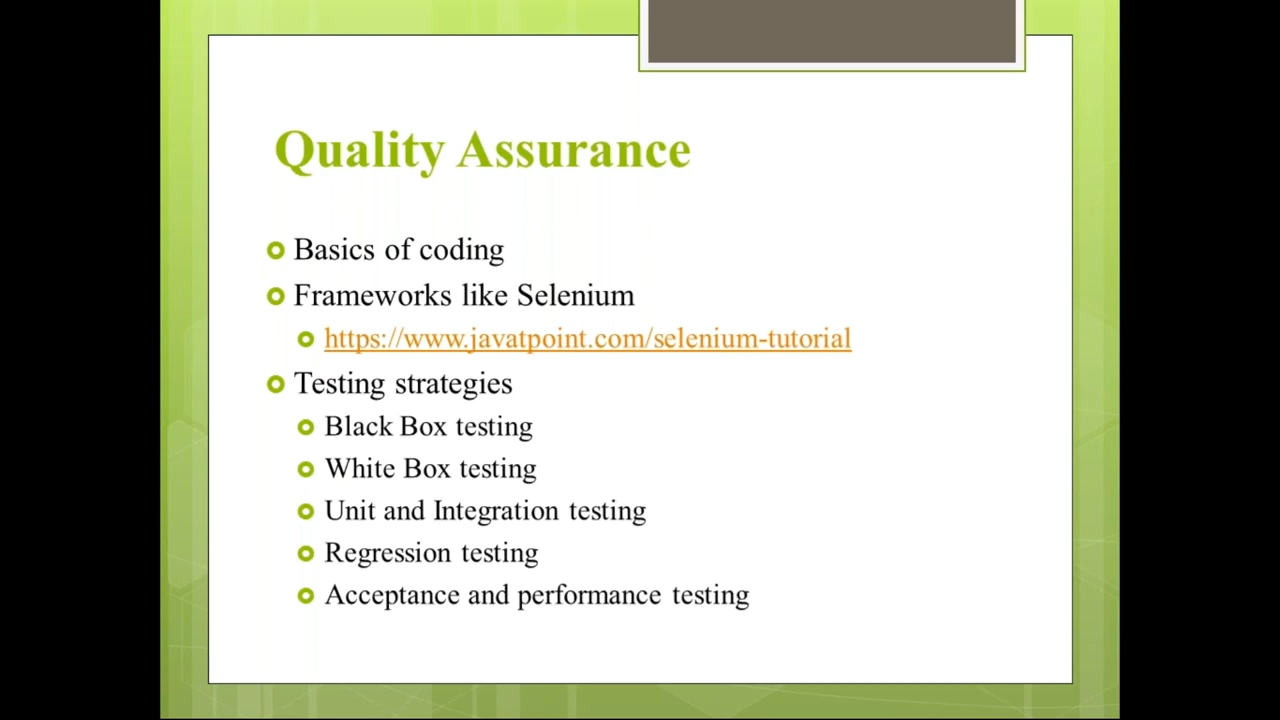 Quality Assurance
Basics of coding
Frameworks like Selenium
https://www.javatpoint.com/selenium-tutorial
Testing strategies
Black Box testing
White Box testing
Unit and Integration testing
Regression testing
Acceptance and performance testing